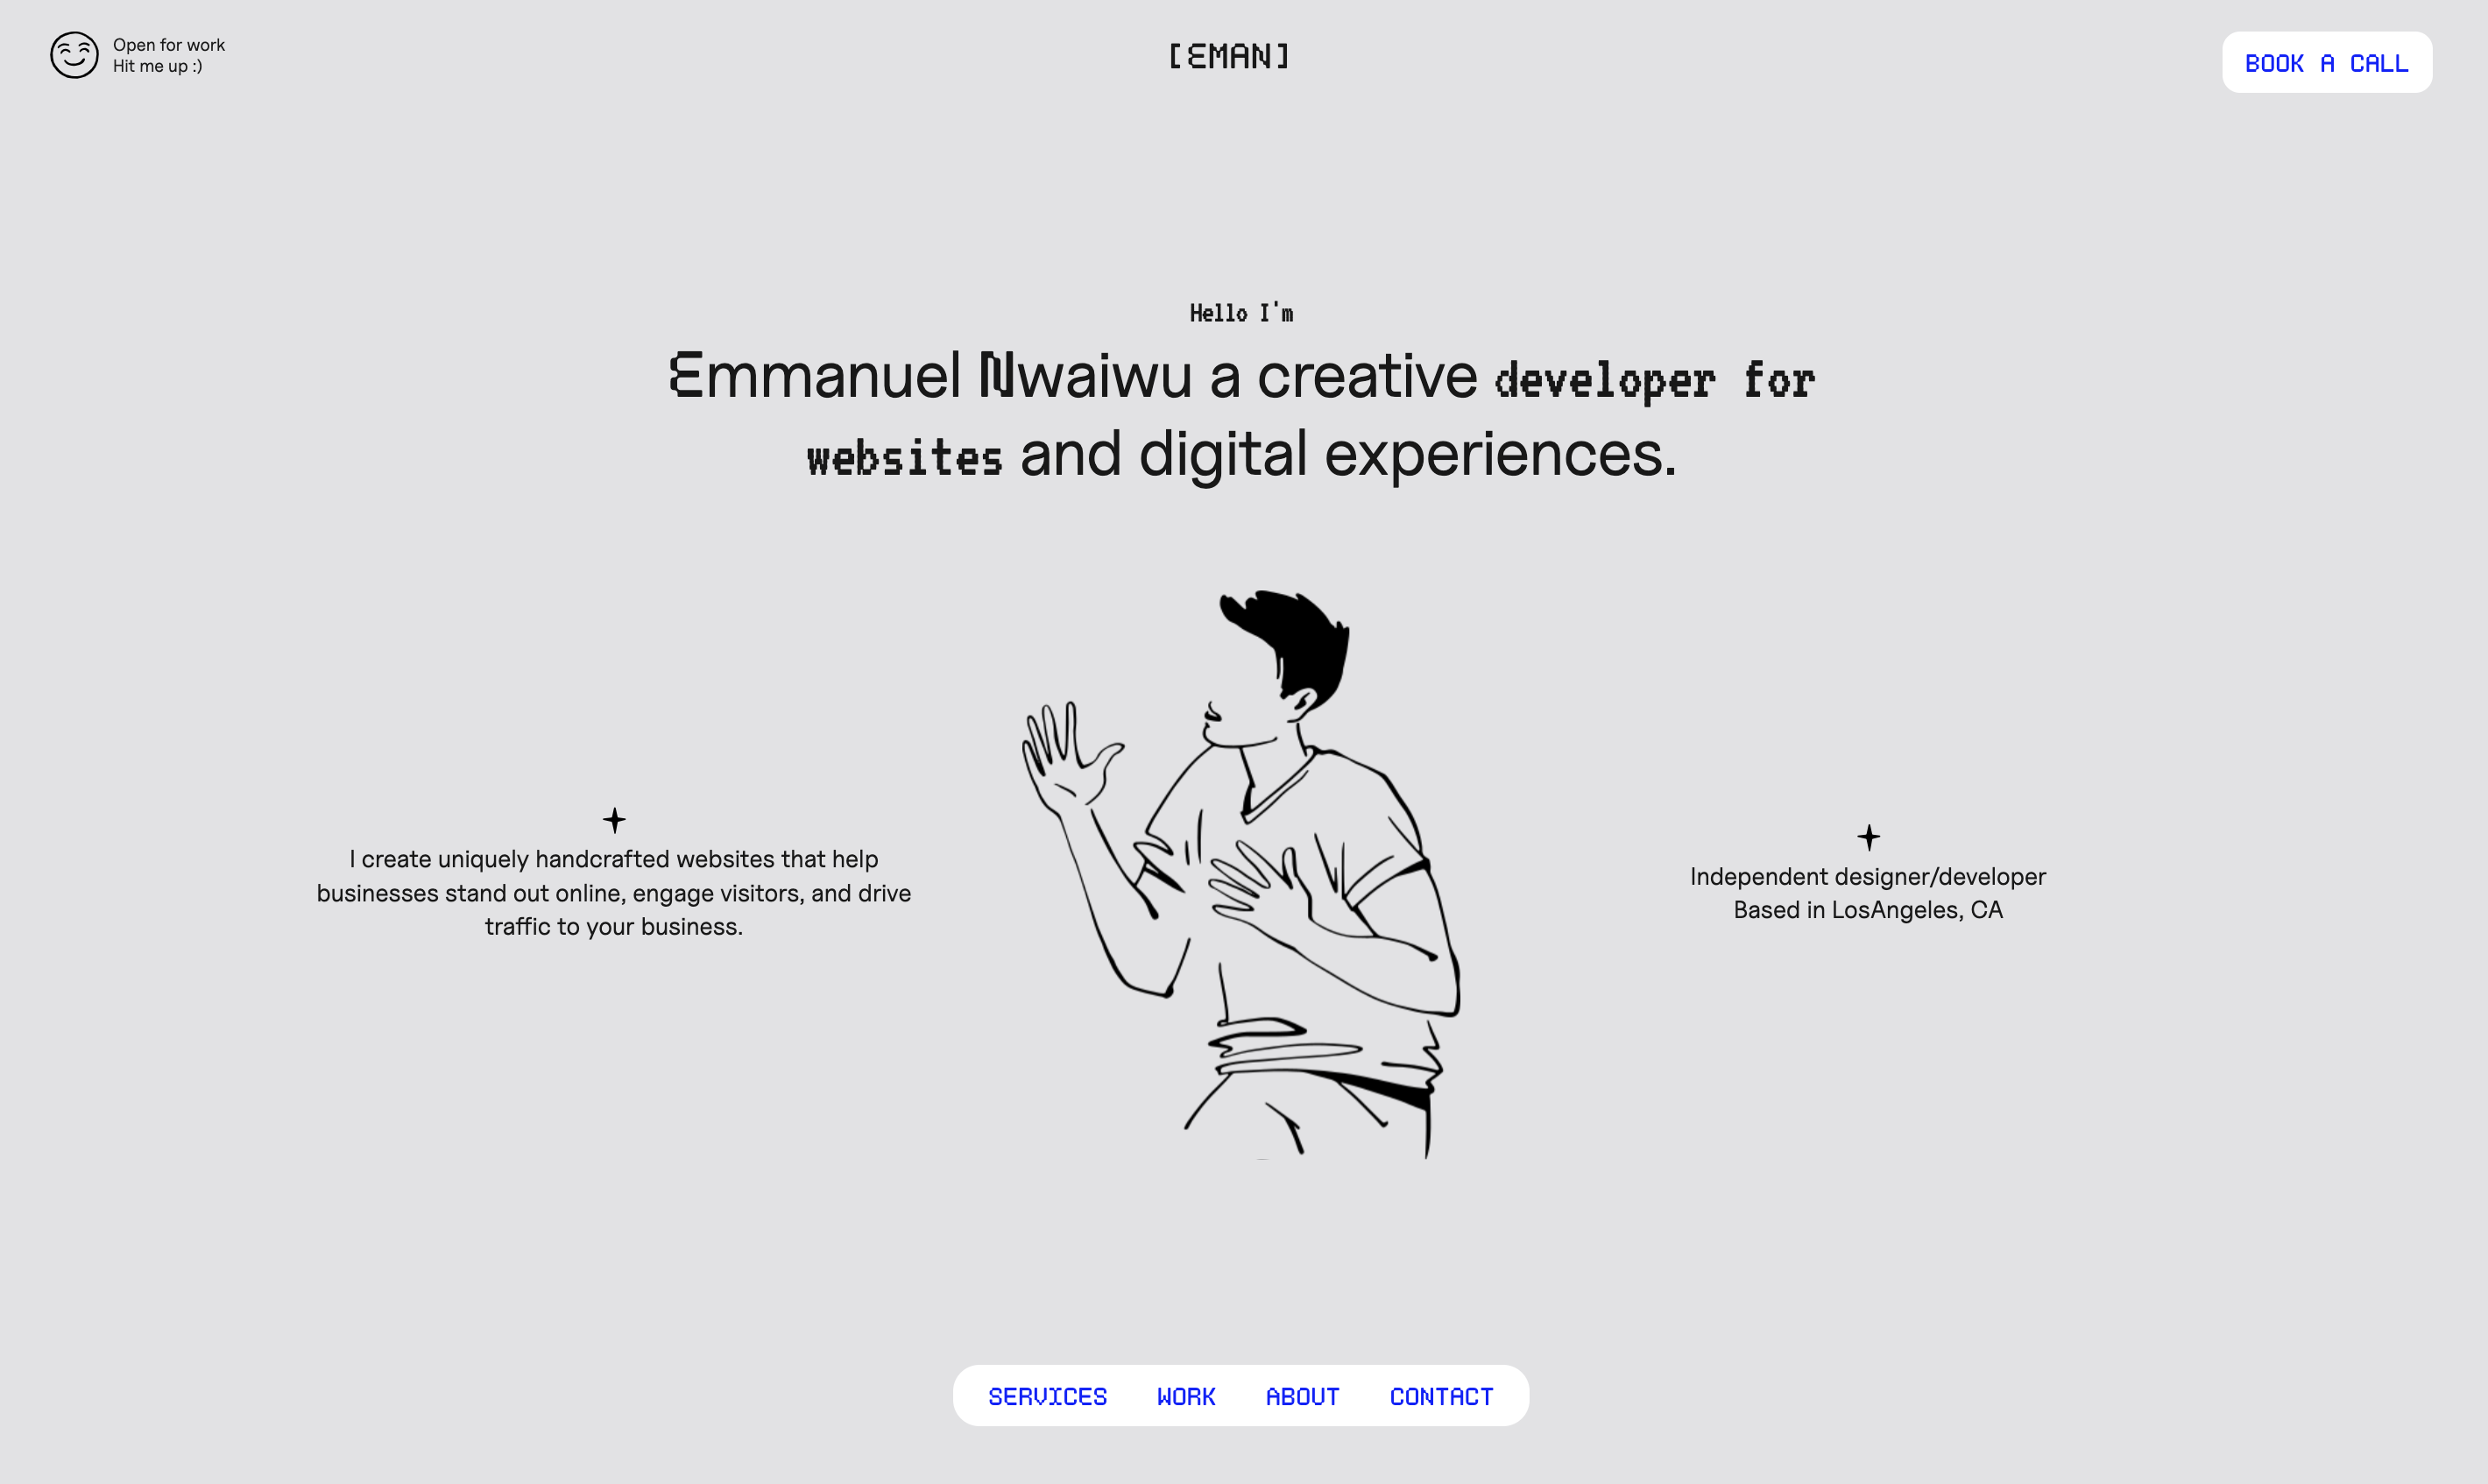 Open for work
Hit me up :)
[EMAN]
BOOK A CALL
Hello I'm
Emmanuel Nwaiwu a creative developer for
websites and digital experiences.
I create uniquely handcrafted websites that help
businesses stand out online, engage visitors, and drive
traffic to your business.
Independent designer/developer
Based in LosAngeles, CA
SERVICES WORK ABOUT CONTACT